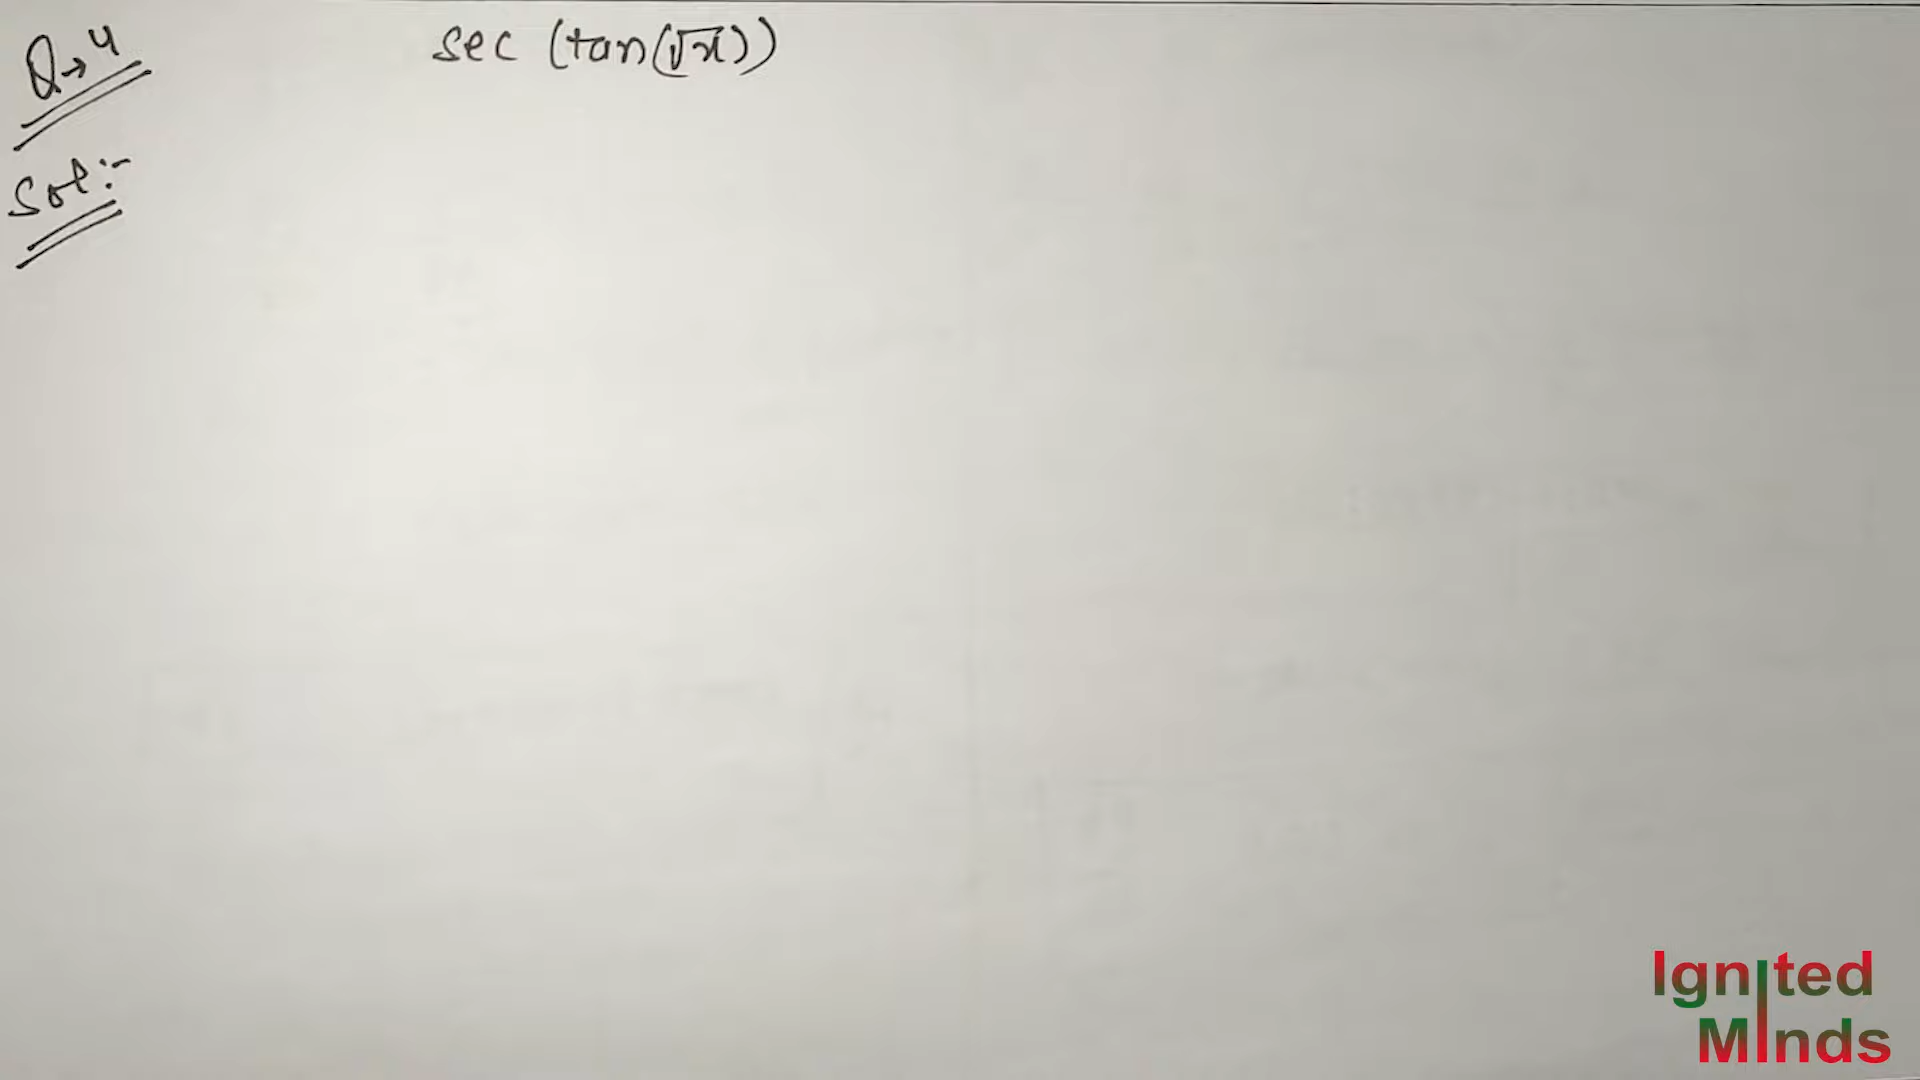 Q→4 sec (tan(√x))
Sol:-
Ignited
Minds